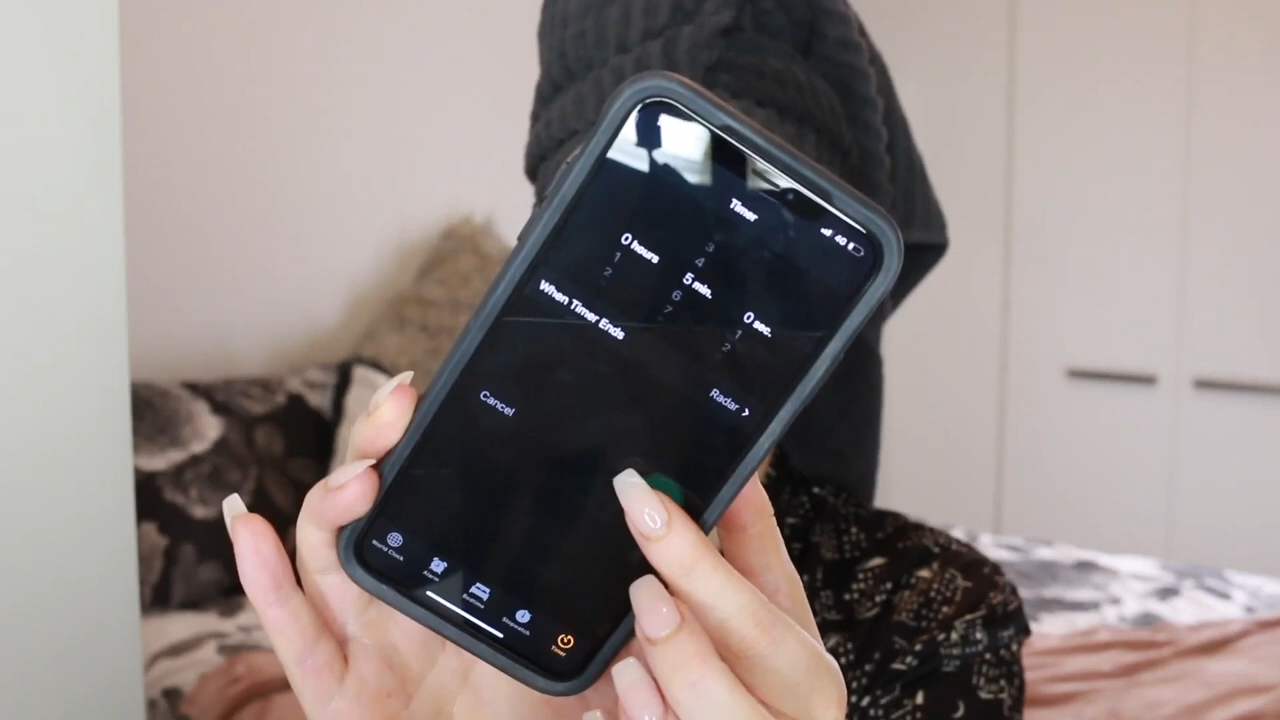 4G
Timer
3
4
0 hours
5 min.
0 sec.
1
6
1
2
7
2
When Timer Ends
Radar >
Cancel
World Clock
Alarm
Bedtime
Stopwatch
Timer